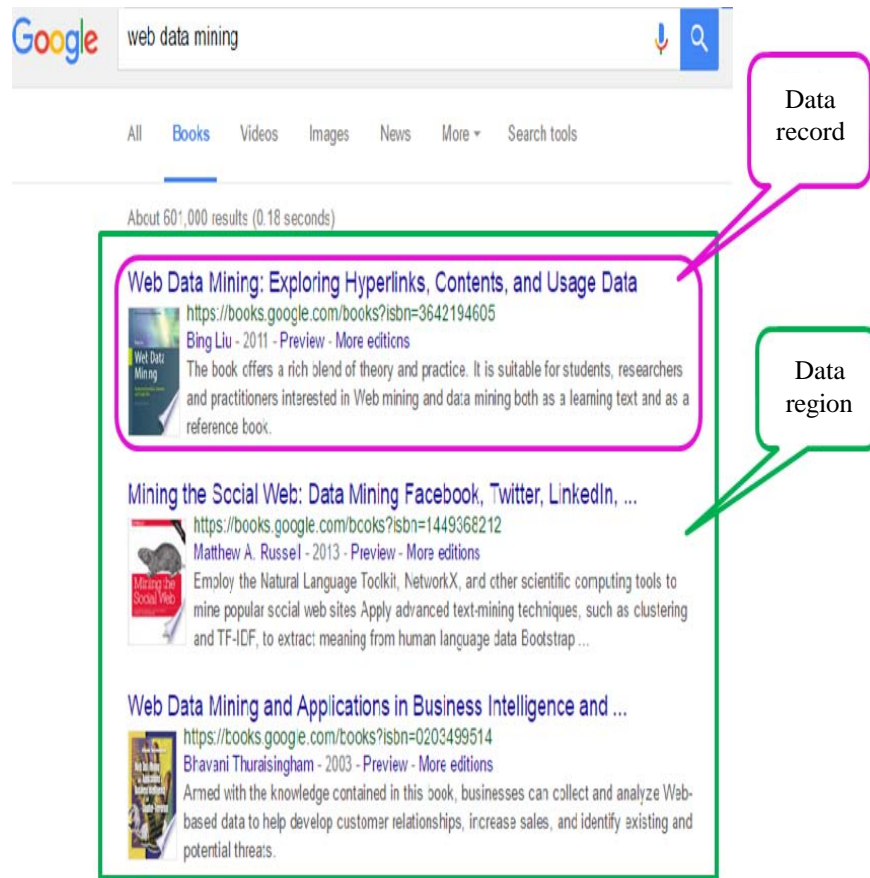 Google web data mining
Data
record
All Books Videos Images News More Search tools
About 601,000 results (0.18 seconds)
Web Data Mining: Exploring Hyperlinks, Contents, and Usage Data
https://books.google.com/books?isbn=3642194605
Bing Liu - 2011 - Preview - More editions
Web Data
Mining
The book offers a rich blend of theory and practice. It is suitable for students, researchers
and practitioners interested in Web mining and data mining both as a learning text and as a
reference book.
Data
region
Mining the Social Web: Data Mining Facebook, Twitter, LinkedIn, ...
https://books.google.com/books?isbn=1449368212
Matthew A. Russell - 2013 - Preview - More editions
Mining the
Social Web
Employ the Natural Language Toolkit, NetworkX, and other scientific computing tools to
mine popular social web sites Apply advanced text-mining techniques, such as clustering
and TF-IDF, to extract meaning from human language data Bootstrap ...
Web Data Mining and Applications in Business Intelligence and ...
https://books.google.com/books?isbn=0203499514
Bhavani Thuraisingham - 2003 - Preview - More editions
Armed with the knowledge contained in this book, businesses can collect and analyze Web-
based data to help develop customer relationships, increase sales, and identify existing and
potential threats.